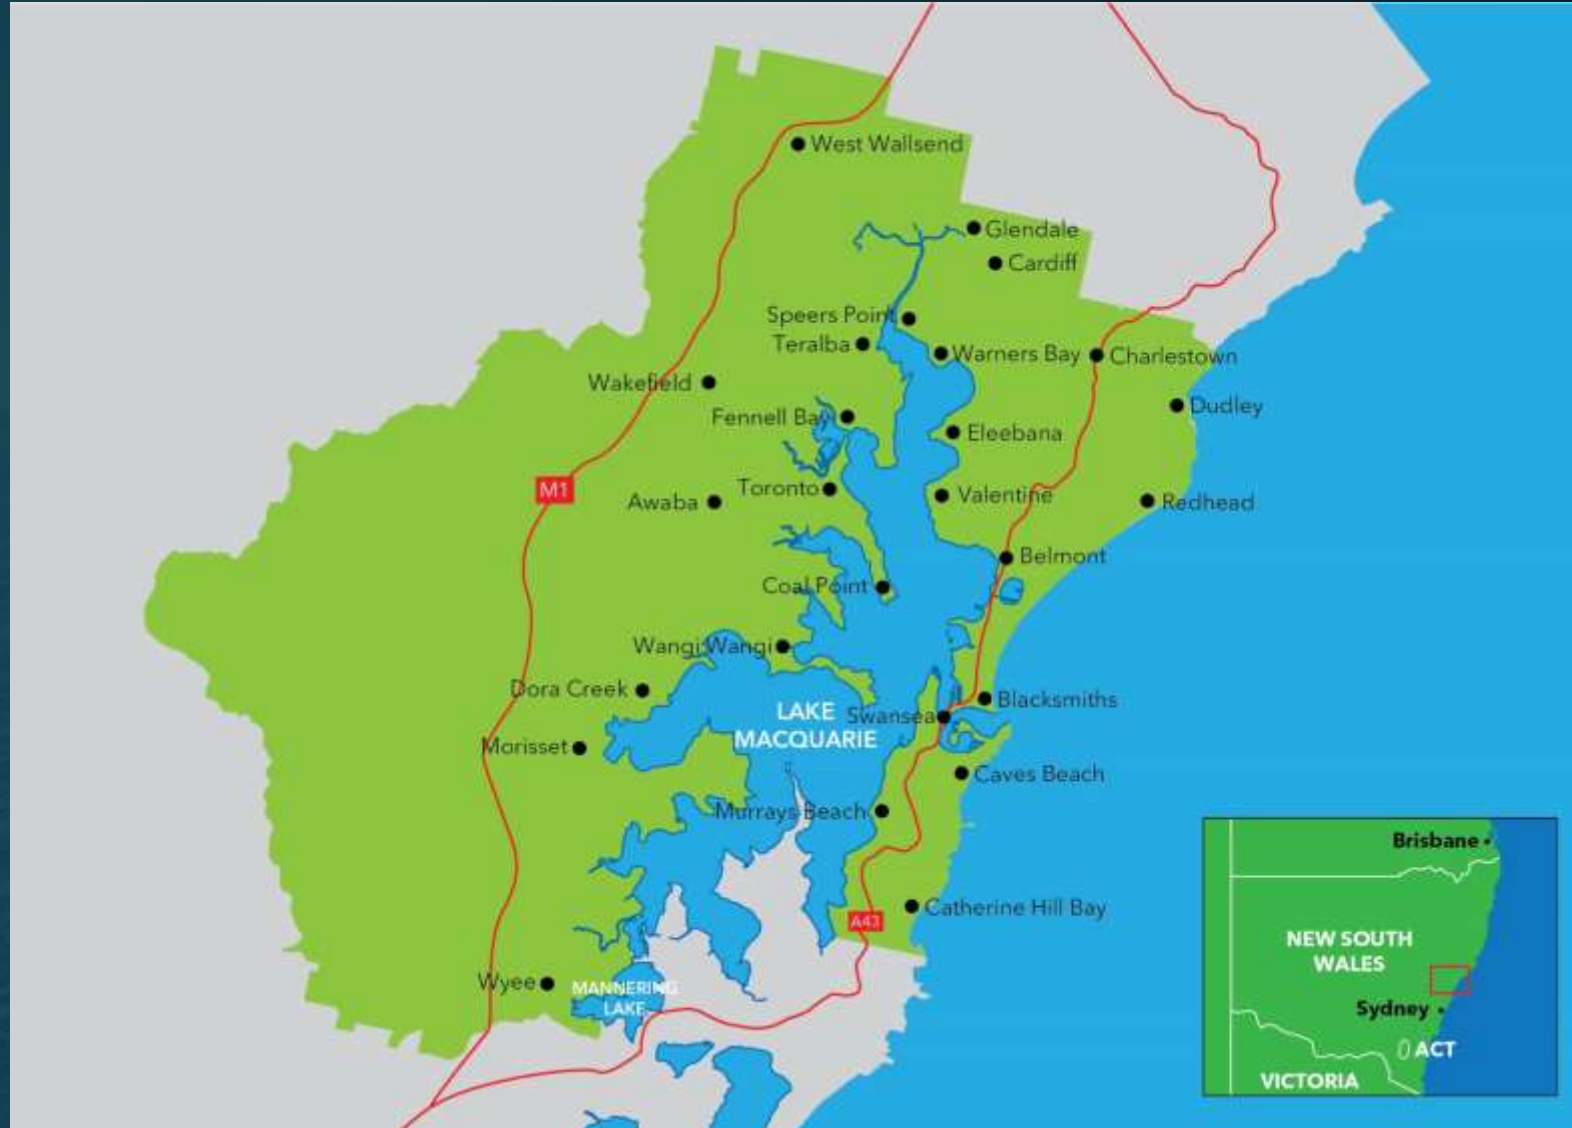 West Wallsend
Glendale
Cardiff
Speers Point
Teralba
Warners Bay
Charlestown
Wakefield
Dudley
Fennell Bay
Eleebana
M1
Toronto
Valentine
Awaba
Redhead
Belmont
Coal Point
Wangi Wangi
Dora Creek
Blacksmiths
LAKE
MACQUARIE
Swansea
Morisset
Caves Beach
Murrays Beach
Catherine Hill Bay
A43
Wyee
MANNERING
LAKE
Brisbane
NEW SOUTH
WALES
Sydney
ACT
VICTORIA